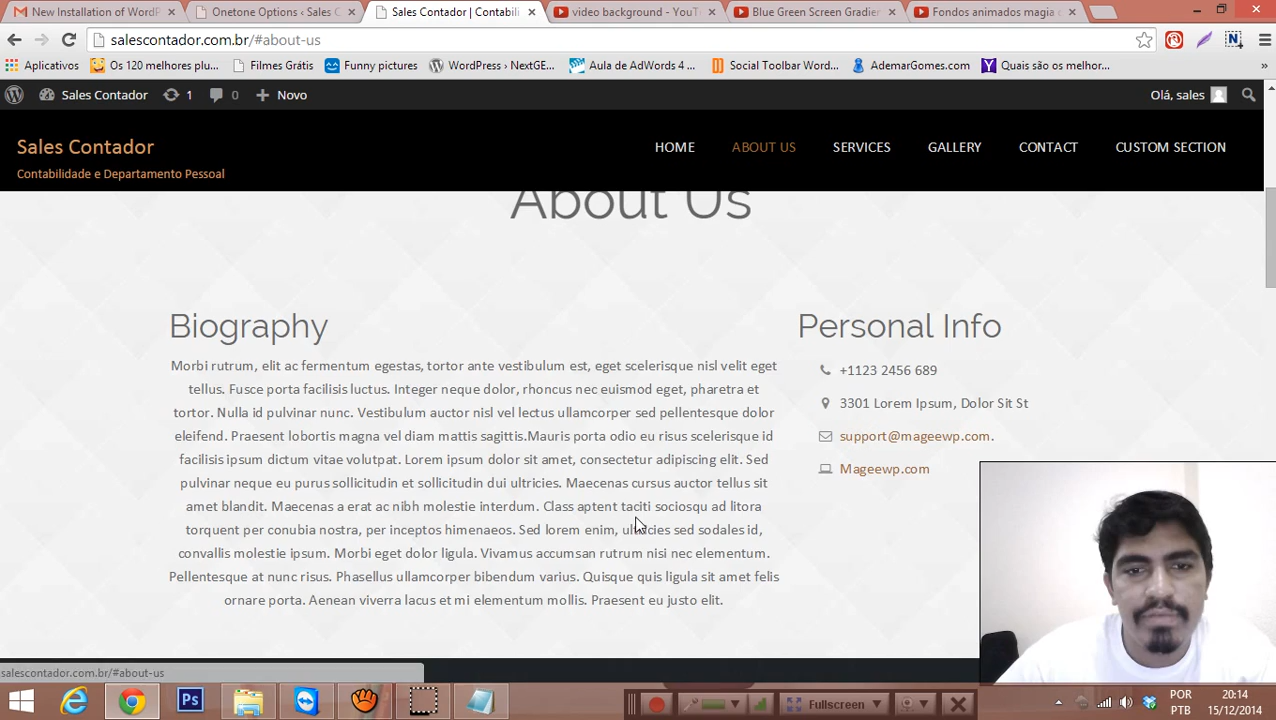 New Installation of WordP
Onetone Options ‹ Sales C
Sales Contador | Contabili
video background - YouT
Blue Green Screen Gradien
Fondos animados magia
salescontador.com.br/#about-us
Aplicativos
Os 120 melhores plu...
Filmes Grátis
Funny pictures
WordPress › NextGE...
Aula de AdWords 4 ...
Social Toolbar Word...
AdemarGomes.com
Quais são os melhor...
»
Sales Contador
1
0
Novo
Olá, sales
Sales Contador
Contabilidade e Departamento Pessoal
HOME
ABOUT US
SERVICES
GALLERY
CONTACT
CUSTOM SECTION
About Us
Biography
Morbi rutrum, elit ac fermentum egestas, tortor ante vestibulum est, eget scelerisque nisl velit eget
tellus. Fusce porta facilisis luctus. Integer neque dolor, rhoncus nec euismod eget, pharetra et
tortor. Nulla id pulvinar nunc. Vestibulum auctor nisl vel lectus ullamcorper sed pellentesque dolor
eleifend. Praesent lobortis magna vel diam mattis sagittis.Mauris porta odio eu risus scelerisque id
facilisis ipsum dictum vitae volutpat. Lorem ipsum dolor sit amet, consectetur adipiscing elit. Sed
pulvinar neque eu purus sollicitudin et sollicitudin dui ultricies. Maecenas cursus auctor tellus sit
amet blandit. Maecenas a erat ac nibh molestie interdum. Class aptent taciti sociosqu ad litora
torquent per conubia nostra, per inceptos himenaeos. Sed lorem enim, ultricies sed sodales id,
convallis molestie ipsum. Morbi eget dolor ligula. Vivamus accumsan rutrum nisi nec elementum.
Pellentesque at nunc risus. Phasellus ullamcorper bibendum varius. Quisque quis ligula sit amet felis
ornare porta. Aenean viverra lacus et mi elementum mollis. Praesent eu justo elit.
Personal Info
+1123 2456 689
3301 Lorem Ipsum, Dolor Sit St
support@mageewp.com.
Mageewp.com
salescontador.com.br/#about-us
Ps
Fullscreen
POR
PTB
20:14
15/12/2014